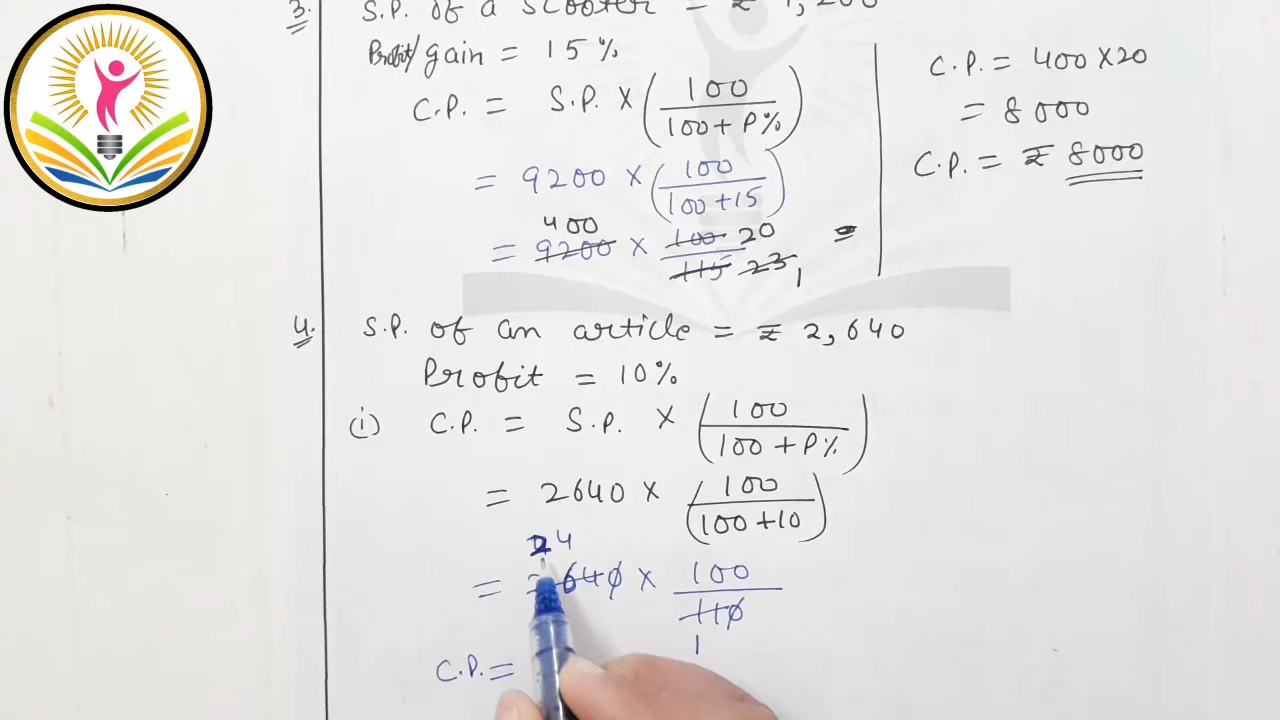 3. S.P. of a scooter = ₹ 9,200
Profit/gain = 15%
C.P. = S.P. × (100 / 100 + P%)
= 9200 × (100 / 100 + 15)
400
= 9200 × 100 20 / 115 23 1 =
C.P. = 400 × 20
= 8000
C.P. = ₹ 8000
4. S.P. of an article = ₹ 2,640
Profit = 10%
(i) C.P. = S.P. × (100 / 100 + P%)
= 2640 × (100 / 100 + 10)
24
= 2640 × 100 / 110
1
C.P. =